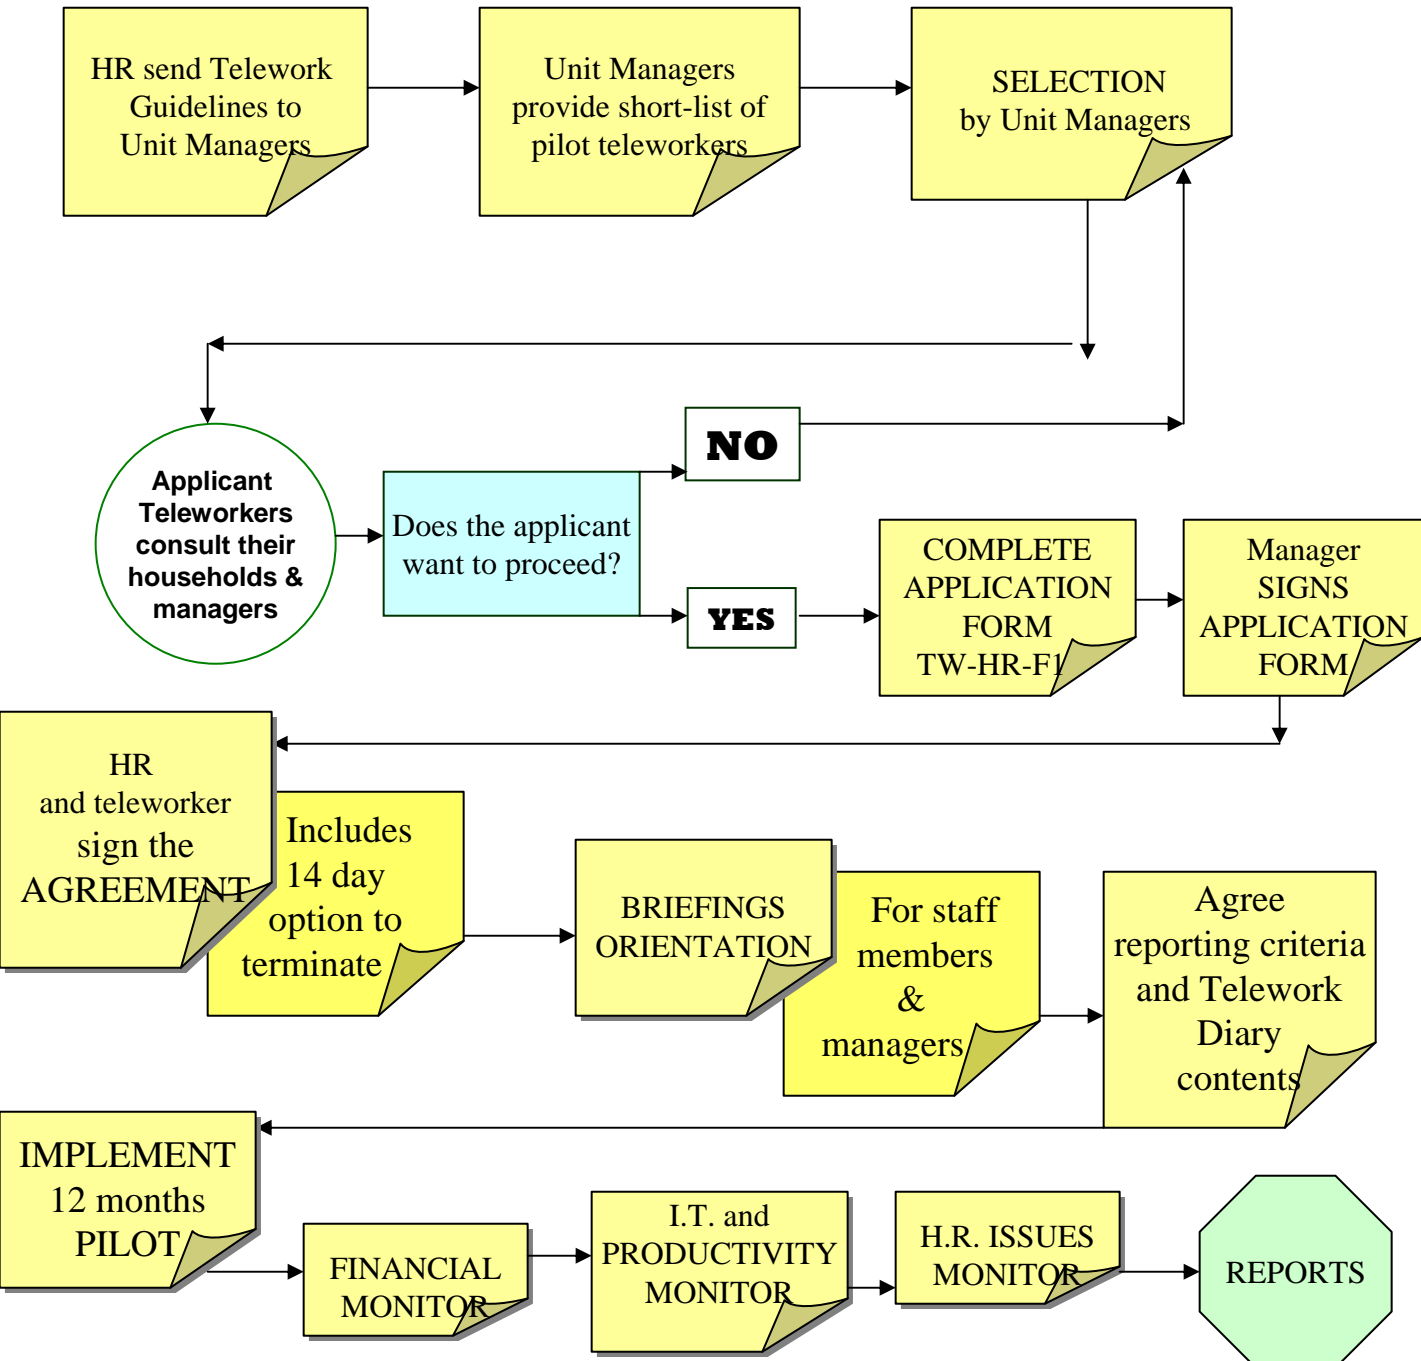 HR send Telework
Guidelines to
Unit Managers
Unit Managers
provide short-list of
pilot teleworkers
SELECTION
by Unit Managers
Applicant
Teleworkers
consult their
households &
managers
Does the applicant
want to proceed?
NO
YES
COMPLETE
APPLICATION
FORM
TW-HR-F1
Manager
SIGNS
APPLICATION
FORM
HR
and teleworker
sign the
AGREEMENT
Includes
14 day
option to
terminate
BRIEFINGS
ORIENTATION
For staff
members
&
managers
Agree
reporting criteria
and Telework
Diary
contents
IMPLEMENT
12 months
PILOT
FINANCIAL
MONITOR
I.T. and
PRODUCTIVITY
MONITOR
H.R. ISSUES
MONITOR
REPORTS